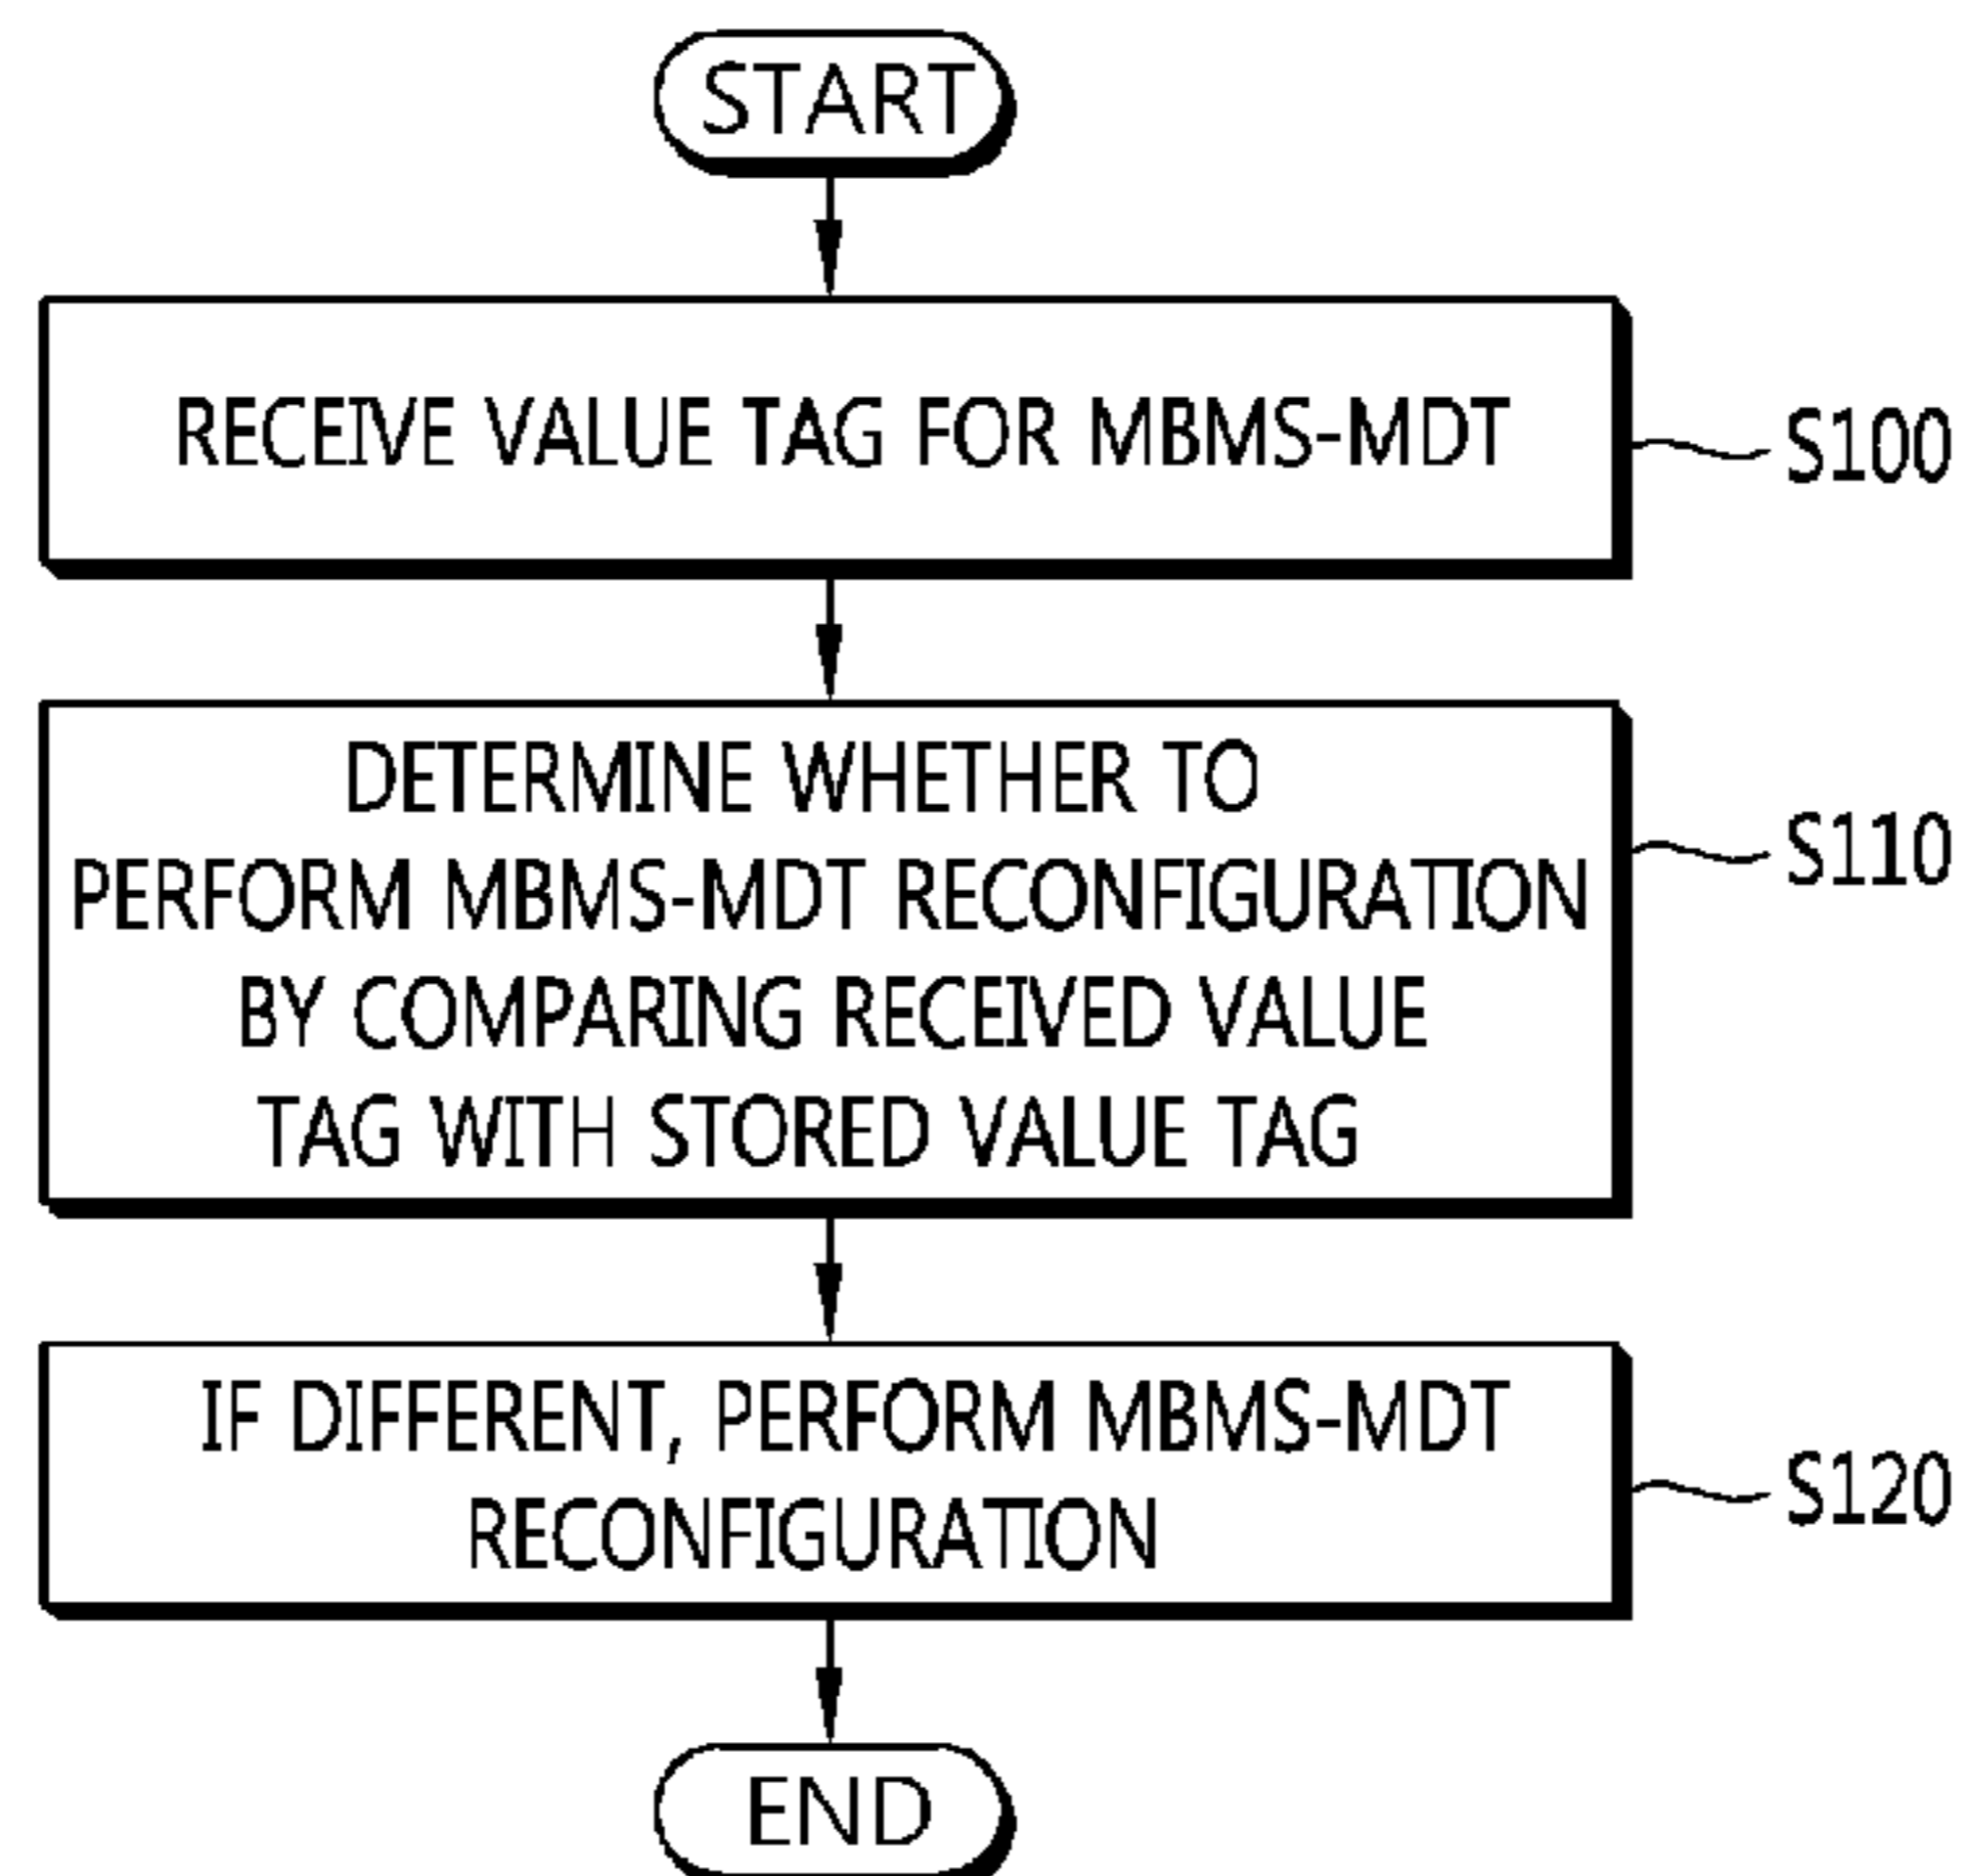 START
RECEIVE VALUE TAG FOR MBMS-MDT
S100
DETERMINE WHETHER TO
PERFORM MBMS-MDT RECONFIGURATION
BY COMPARING RECEIVED VALUE
TAG WITH STORED VALUE TAG
S110
IF DIFFERENT, PERFORM MBMS-MDT
RECONFIGURATION
S120
END